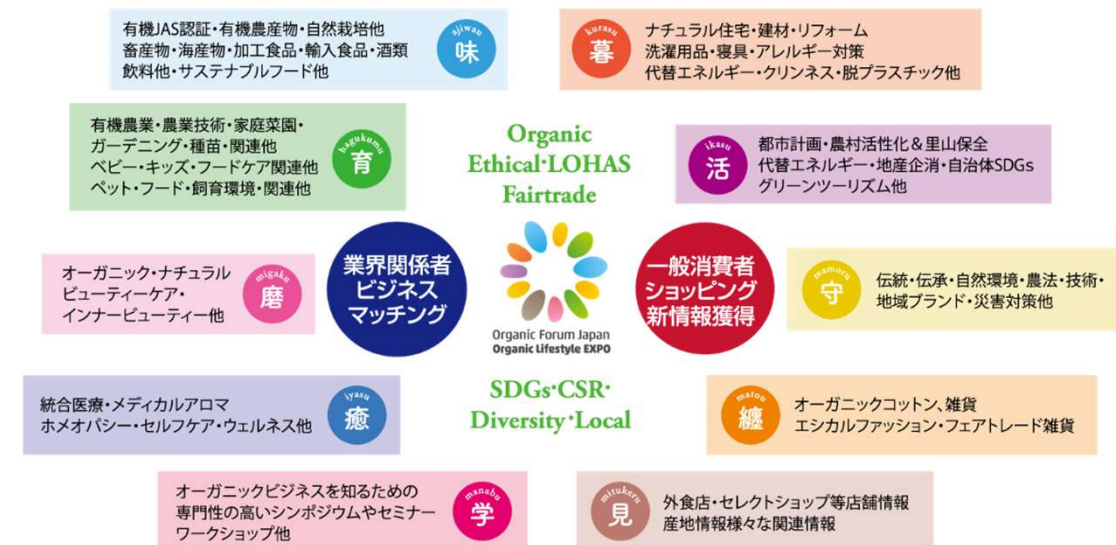 有機JAS認証・有機農産物・自然栽培他
畜産物・海産物・加工食品・輸入食品・酒類
飲料他・サステナブルフード他
ajiwau
味
kurasu
暮
ナチュラル住宅・建材・リフォーム
洗濯用品・寝具・アレルギー対策
代替エネルギー・クリンネス・脱プラスチック他
有機農業・農業技術・家庭菜園・
ガーデニング・種苗・関連他
ベビー・キッズ・フードケア関連他
ペット・フード・飼育環境・関連他
hagukumu
育
Organic
Ethical・LOHAS
Fairtrade
ikasu
活
都市計画・農村活性化&里山保全
代替エネルギー・地産企消・自治体SDGs
グリーンツーリズム他
オーガニック・ナチュラル
ビューティーケア・
インナービューティー他
migaku
磨
業界関係者
ビジネス
マッチング
Organic Forum Japan
Organic Lifestyle EXPO
一般消費者
ショッピング
新情報獲得
mamoru
守
伝統・伝承・自然環境・農法・技術・
地域ブランド・災害対策他
統合医療・メディカルアロマ
ホメオパシー・セルフケア・ウェルネス他
iyasu
癒
SDGs・CSR・
Diversity・Local
matou
纏
オーガニックコットン、雑貨
エシカルファッション・フェアトレード雑貨
オーガニックビジネスを知るための
専門性の高いシンポジウムやセミナー
ワークショップ他
manabu
学
mitukeru
見
外食店・セレクトショップ等店舗情報
産地情報様々な関連情報